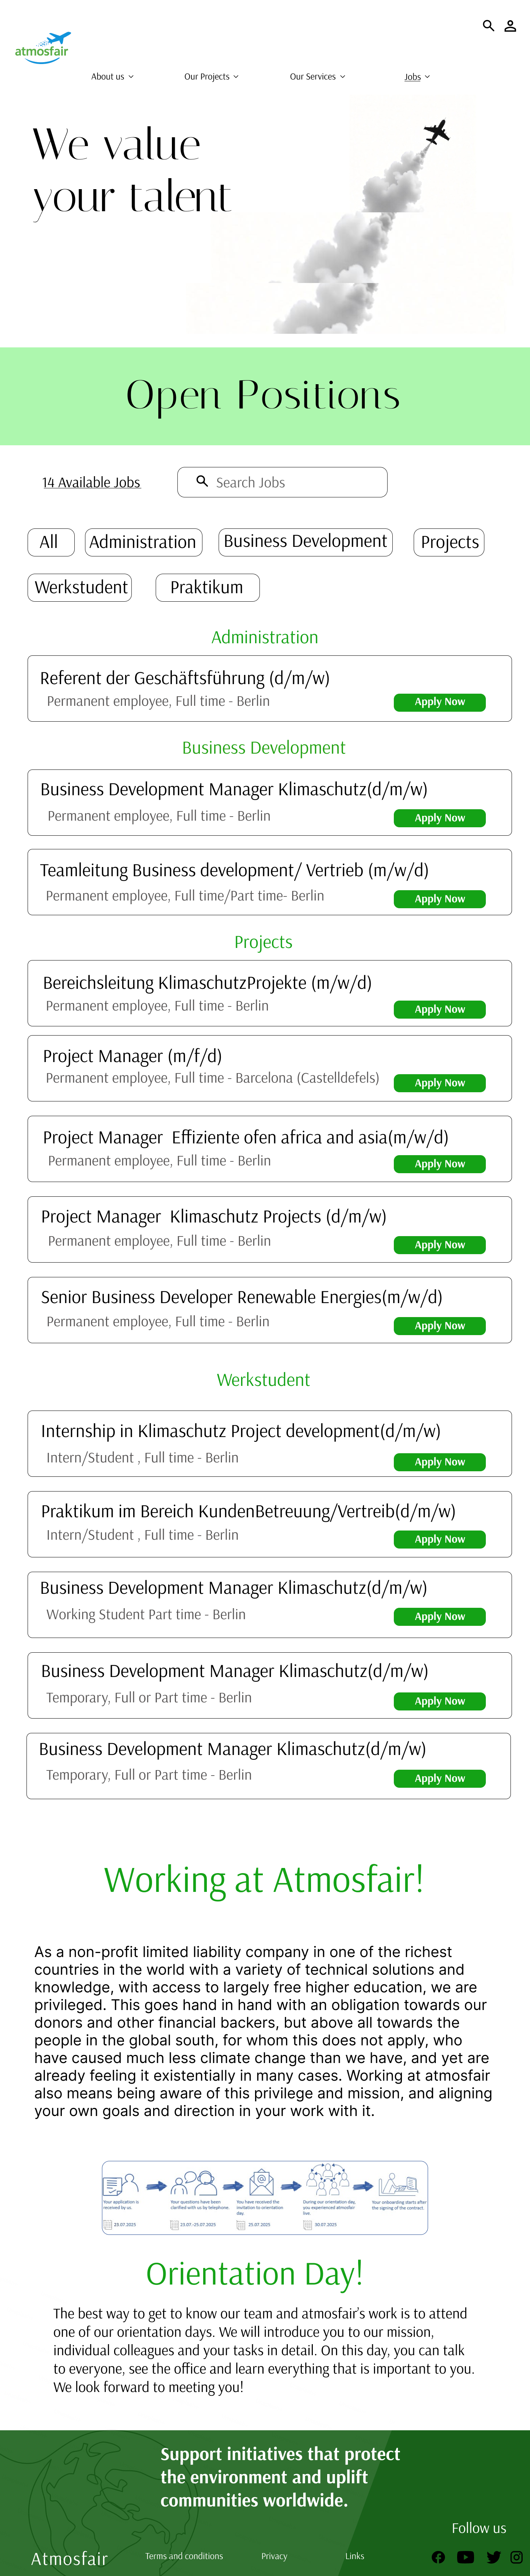 atmosfair
About us
Our Projects
Our Services
Jobs
We value
your talent
Open Positions
14 Available Jobs
Search Jobs
All
Administration
Business Development
Projects
Werkstudent
Praktikum
Administration
Referent der Geschäftsführung (d/m/w)
Permanent employee, Full time - Berlin
Apply Now
Business Development
Business Development Manager Klimaschutz(d/m/w)
Permanent employee, Full time - Berlin
Apply Now
Teamleitung Business development/ Vertrieb (m/w/d)
Permanent employee, Full time/Part time- Berlin
Apply Now
Projects
Bereichsleitung KlimaschutzProjekte (m/w/d)
Permanent employee, Full time - Berlin
Apply Now
Project Manager (m/f/d)
Permanent employee, Full time - Barcelona (Castelldefels)
Apply Now
Project Manager  Effiziente ofen africa and asia(m/w/d)
Permanent employee, Full time - Berlin
Apply Now
Project Manager  Klimaschutz Projects (d/m/w)
Permanent employee, Full time - Berlin
Apply Now
Senior Business Developer Renewable Energies(m/w/d)
Permanent employee, Full time - Berlin
Apply Now
Werkstudent
Internship in Klimaschutz Project development(d/m/w)
Intern/Student , Full time - Berlin
Apply Now
Praktikum im Bereich KundenBetreuung/Vertreib(d/m/w)
Intern/Student , Full time - Berlin
Apply Now
Business Development Manager Klimaschutz(d/m/w)
Working Student Part time - Berlin
Apply Now
Business Development Manager Klimaschutz(d/m/w)
Temporary, Full or Part time - Berlin
Apply Now
Business Development Manager Klimaschutz(d/m/w)
Temporary, Full or Part time - Berlin
Apply Now
Working at Atmosfair!
As a non-profit limited liability company in one of the richest
countries in the world with a variety of technical solutions and
knowledge, with access to largely free higher education, we are
privileged. This goes hand in hand with an obligation towards our
donors and other financial backers, but above all towards the
people in the global south, for whom this does not apply, who
have caused much less climate change than we have, and yet are
already feeling it existentially in many cases. Working at atmosfair
also means being aware of this privilege and mission, and aligning
your own goals and direction in your work with it.
Your application is
received by us.
23.07.2025
Your questions have been
clarified with us by telephone.
23.07.-25.07.2025
You have received the
invitation to orientation
day.
25.07.2025
During our orientation day,
you experienced atmosfair-
live.
30.07.2025
Your onboarding starts after
the signing of the contract.
Orientation Day!
The best way to get to know our team and atmosfair's work is to attend
one of our orientation days. We will introduce you to our mission,
individual colleagues and your tasks in detail. On this day, you can talk
to everyone, see the office and learn everything that is important to you.
We look forward to meeting you!
Support initiatives that protect
the environment and uplift
communities worldwide.
Follow us
Atmosfair
Terms and conditions
Privacy
Links